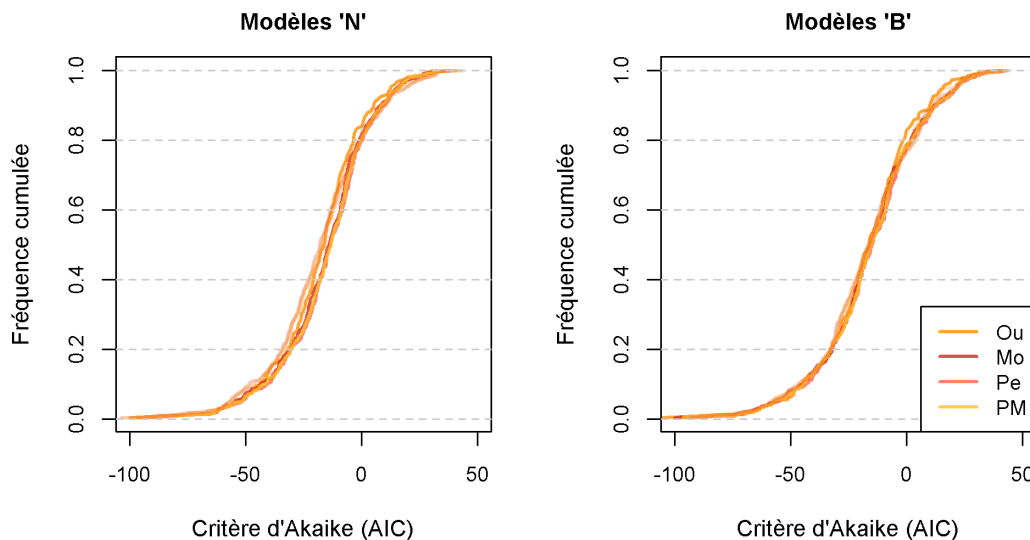 Modèles 'N'
Fréquence cumulée
1.0
0.8
0.6
0.4
0.2
0.0
-100
-50
0
50
Critère d'Akaike (AIC)
Modèles 'B'
Fréquence cumulée
1.0
0.8
0.6
0.4
0.2
0.0
Ou
Mo
Pe
PM
-100
-50
0
50
Critère d'Akaike (AIC)